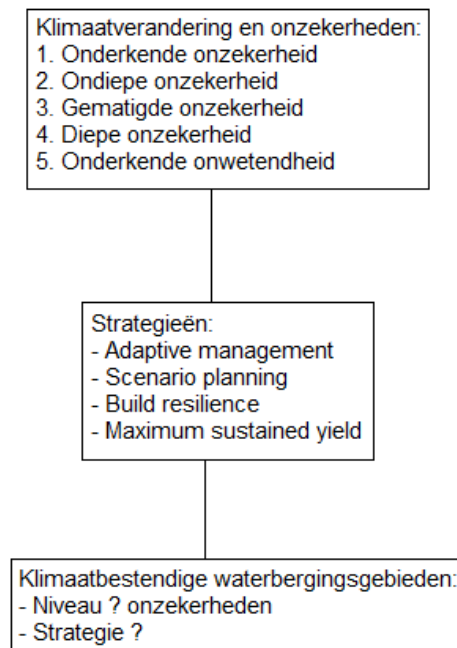 Klimaatverandering en onzekerheden:
1. Onderkende onzekerheid
2. Ondiepe onzekerheid
3. Gematigde onzekerheid
4. Diepe onzekerheid
5. Onderkende onwetendheid
Strategieën:
- Adaptive management
- Scenario planning
- Build resilience
- Maximum sustained yield
Klimaatbestendige waterbergingsgebieden:
- Niveau ? onzekerheden
- Strategie ?